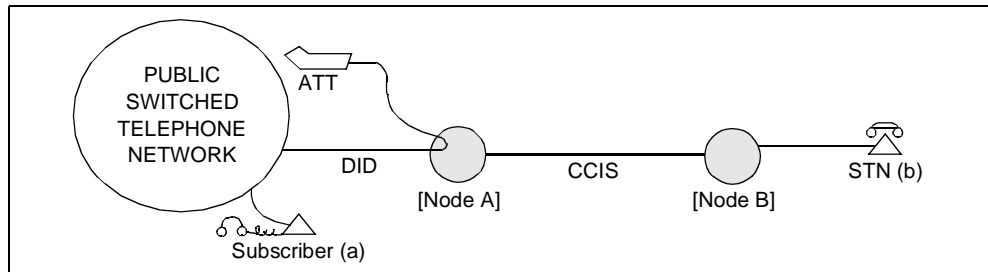 PUBLIC
SWITCHED
TELEPHONE
NETWORK
ATT
DID
CCIS
[Node A]
[Node B]
STN (b)
Subscriber (a)